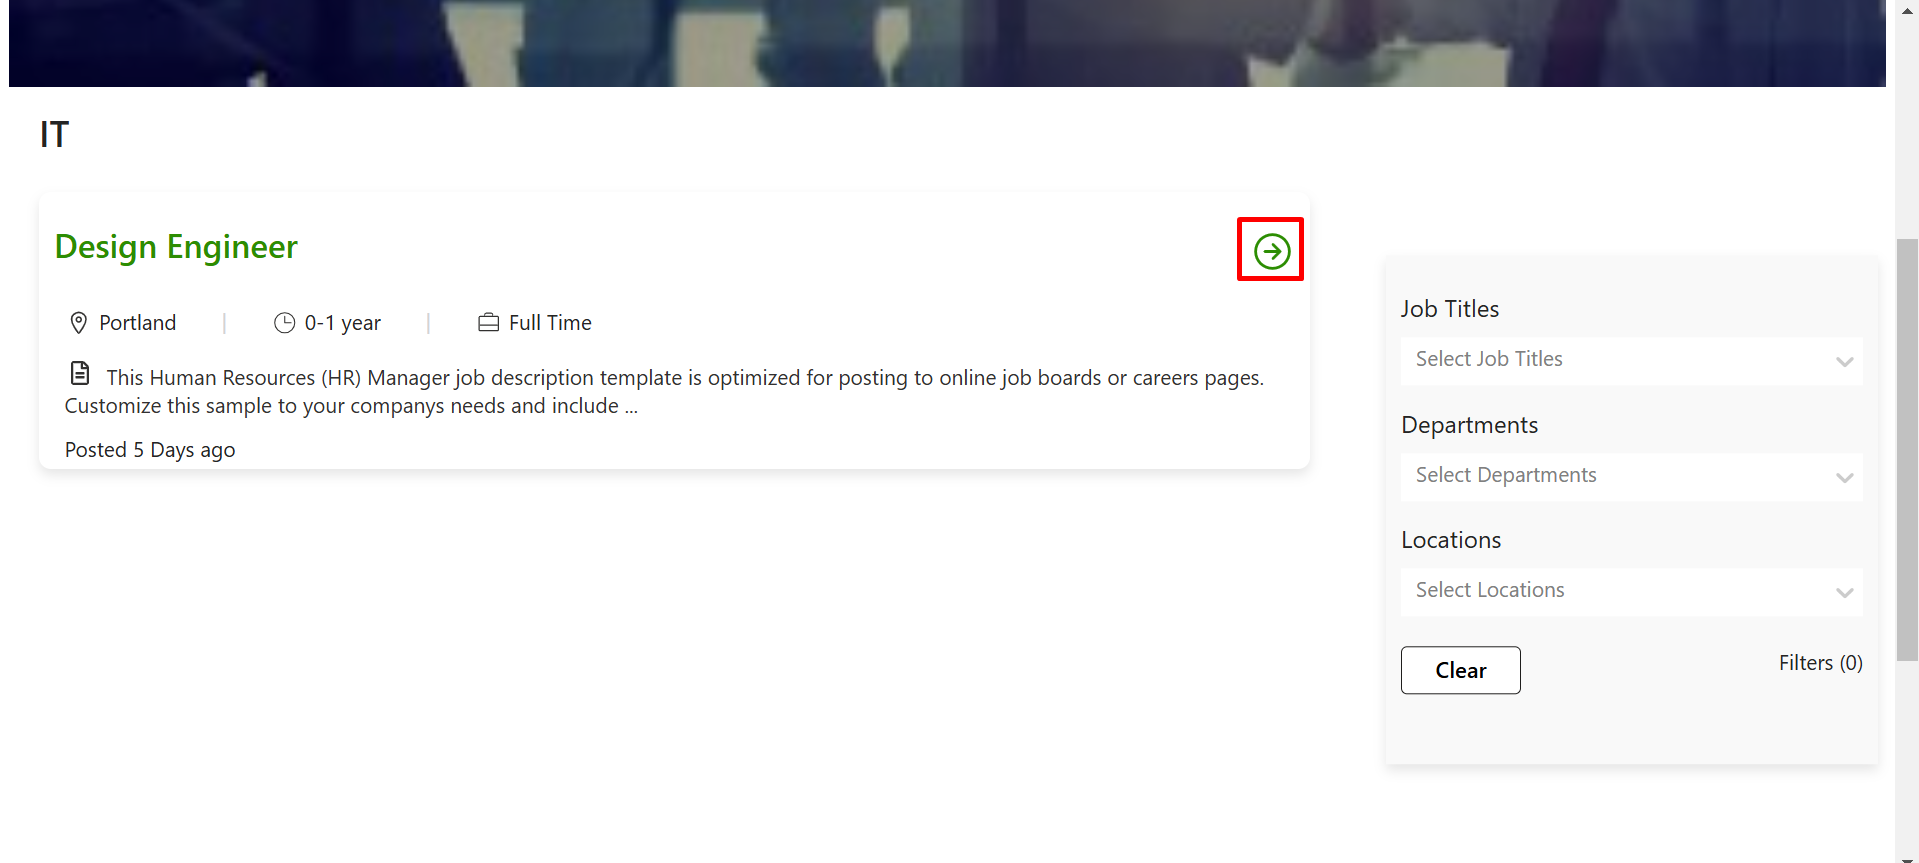 IT
Design Engineer
Portland | 0-1 year | Full Time
This Human Resources (HR) Manager job description template is optimized for posting to online job boards or careers pages.
Customize this sample to your companys needs and include ...
Posted 5 Days ago
Job Titles
Select Job Titles
Departments
Select Departments
Locations
Select Locations
Clear
Filters (0)